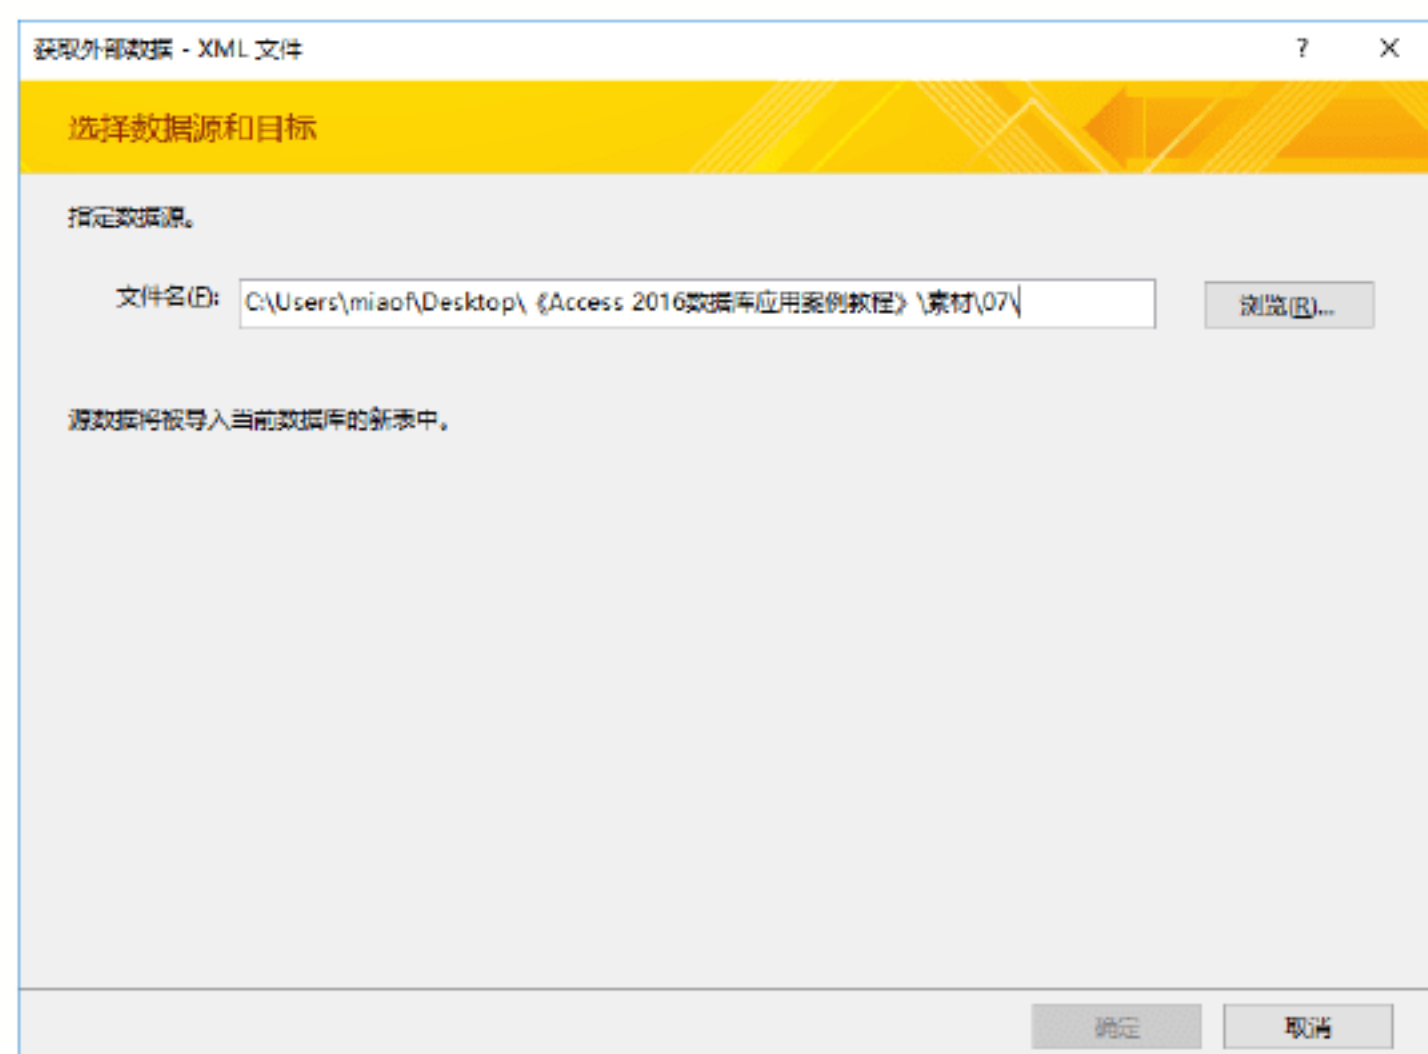 获取外部数据 - XML 文件
? ×
选择数据源和目标
指定数据源。
文件名(F): C:\Users\miaof\Desktop\《Access 2016数据库应用案例教程》\素材\07\ 浏览(R)...
源数据将被导入当前数据库的新表中。
确定 取消